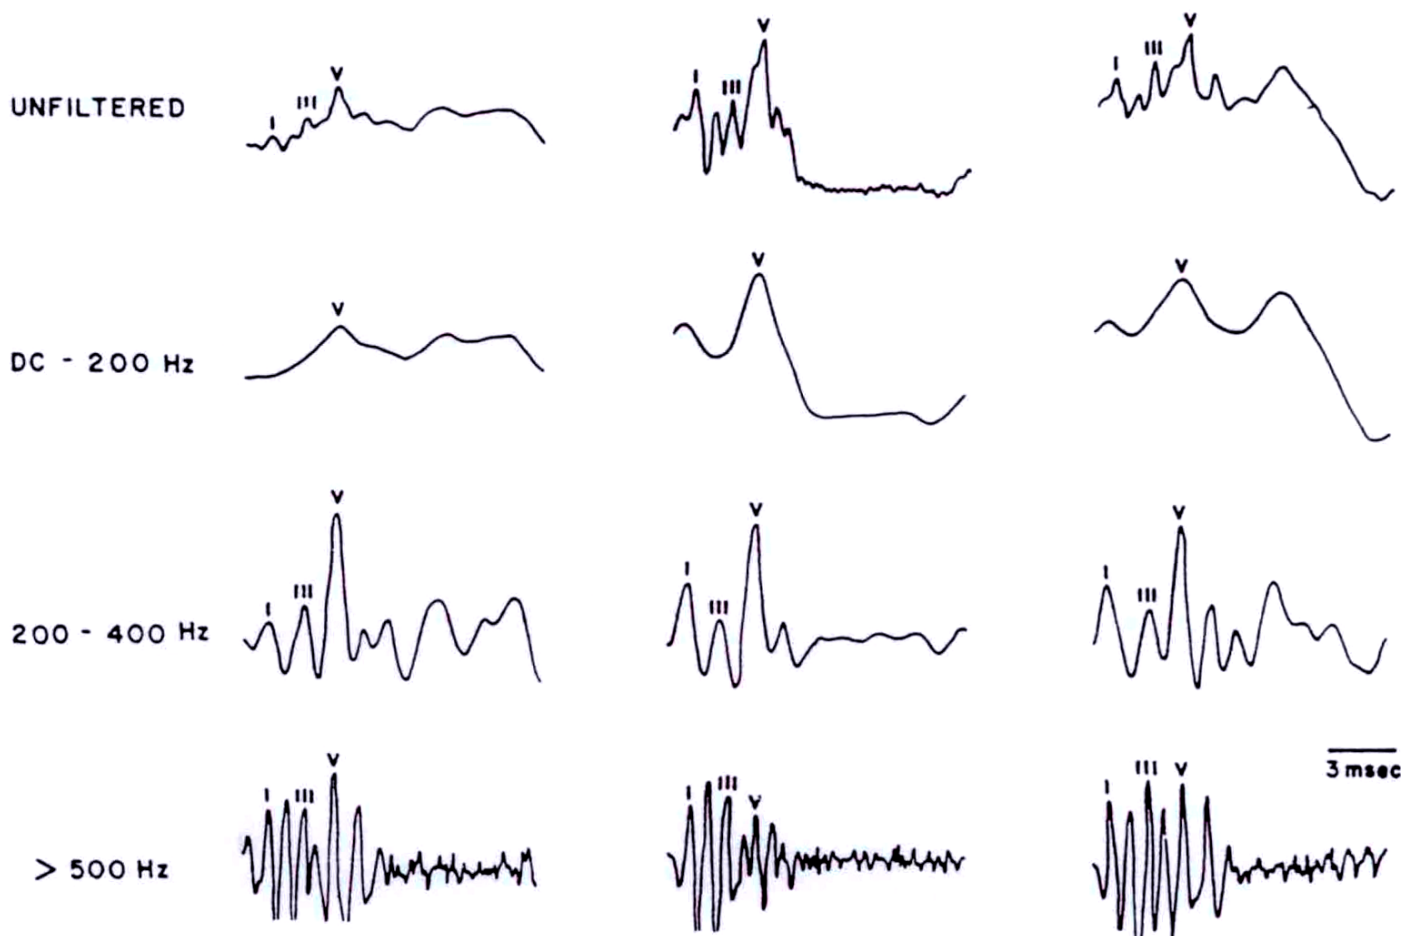 UNFILTERED
I III V
I III V
I III V
DC - 200 Hz
V
V
V
200 - 400 Hz
I III V
I III V
I III V
> 500 Hz
I III V
I III V
I III V
3 msec